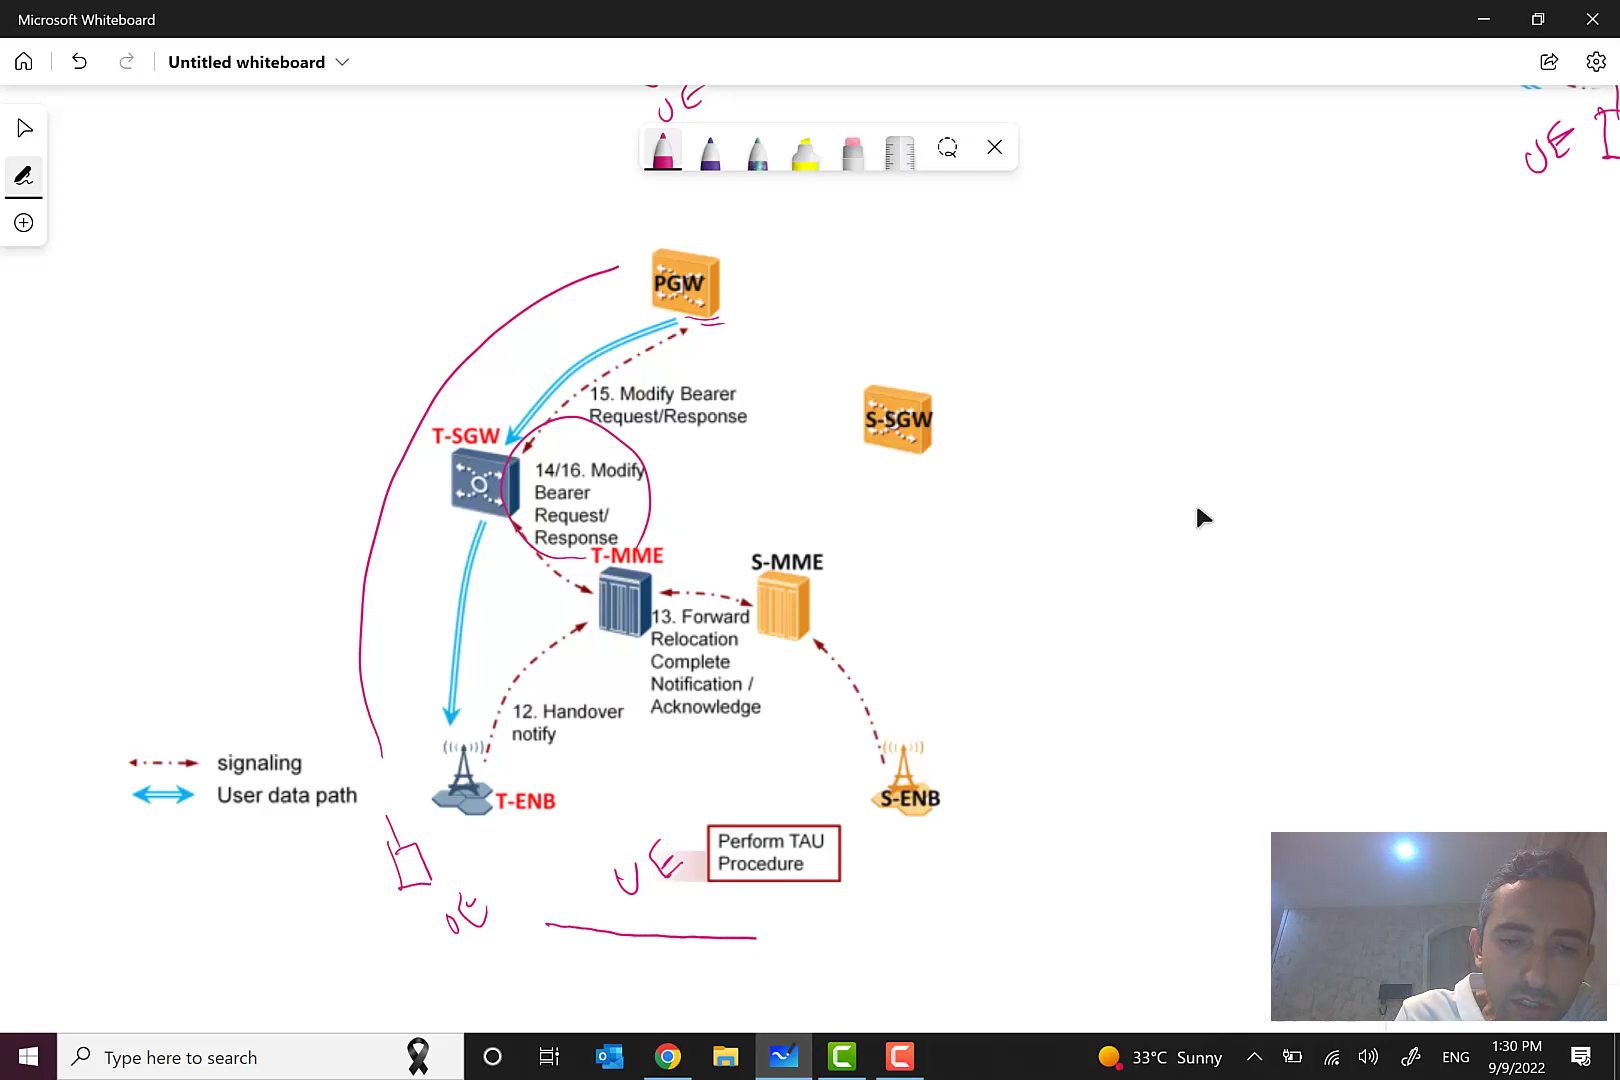 Microsoft Whiteboard
Untitled whiteboard
UE
UE
PGW
15. Modify Bearer
Request/Response
S-SGW
T-SGW
14/16. Modify
Bearer
Request/
Response
T-MME
S-MME
13. Forward
Relocation
Complete
Notification /
Acknowledge
12. Handover
notify
signaling
User data path
T-ENB
S-ENB
Perform TAU
Procedure
UE
UE
Type here to search
33°C Sunny
ENG
1:30 PM
9/9/2022